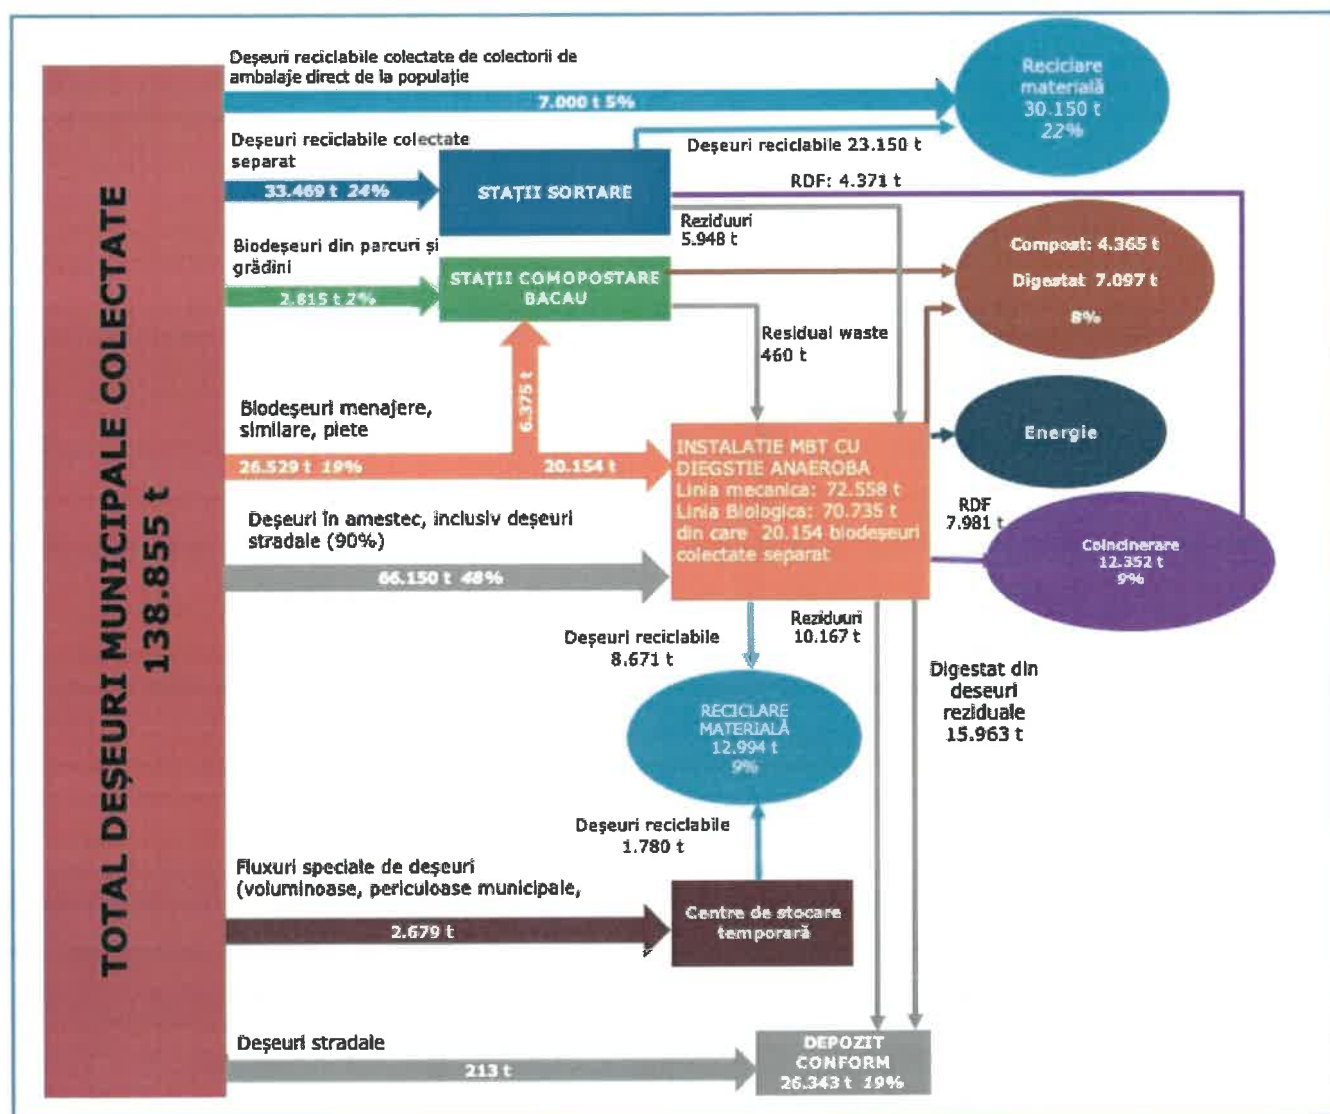 TOTAL DEȘEURI MUNICIPALE COLECTATE
138.855 t
Deșeuri reciclabile colectate de colectorii de
ambalaje direct de la populație
7.000 t 5%
Reciclare
materială
30.150 t
22%
Deșeuri reciclabile colectate
separat
33.469 t 24%
STAȚII SORTARE
Deșeuri reciclabile 23.150 t
RDF: 4.371 t
Reziduuri
5.948 t
Biodeșeuri din parcuri și
grădini
2.815 t 2%
STAȚII COMOPOSTARE
BACAU
Compost: 4.365 t
Digestat 7.097 t
8%
Residual waste
460 t
6.375 t
Biodeșeuri menajere,
similare, piete
26.529 t 19%
20.154 t
INSTALATIE MBT CU
DIEGSTIE ANAEROBA
Linia mecanica: 72.558 t
Linia Biologica: 70.735 t
din care 20.154 biodeșeuri
colectate separat
Energie
RDF
7.981 t
Coincinerare
12.352 t
9%
Deșeuri în amestec, inclusiv deșeuri
stradale (90%)
66.150 t 48%
Deșeuri reciclabile
8.671 t
Reziduuri
10.167 t
Digestat din
deseuri
reziduale
15.963 t
RECICLARE
MATERIALĂ
12.994 t
9%
Deșeuri reciclabile
1.780 t
Fluxuri speciale de deșeuri
(voluminoase, periculoase municipale,
2.679 t
Centre de stocare
temporară
Deșeuri stradale
213 t
DEPOZIT
CONFORM
26.343 t 19%